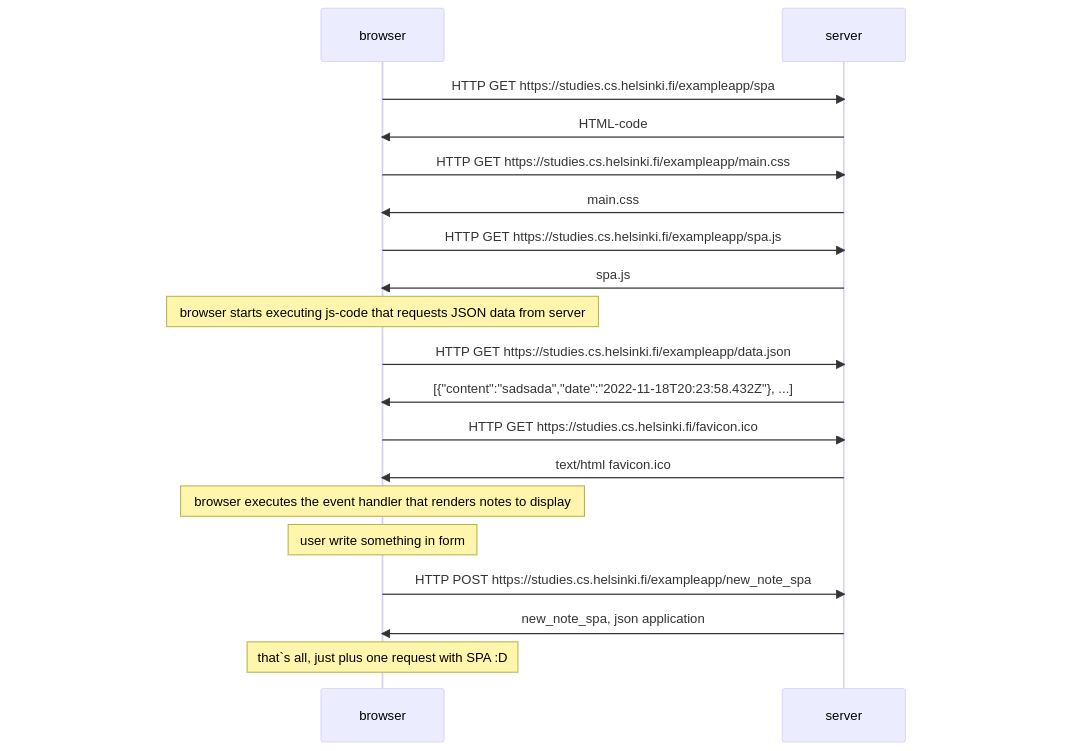 browser
server
HTTP GET https://studies.cs.helsinki.fi/exampleapp/spa
HTML-code
HTTP GET https://studies.cs.helsinki.fi/exampleapp/main.css
main.css
HTTP GET https://studies.cs.helsinki.fi/exampleapp/spa.js
spa.js
browser starts executing js-code that requests JSON data from server
HTTP GET https://studies.cs.helsinki.fi/exampleapp/data.json
[{"content":"sadsada","date":"2022-11-18T20:23:58.432Z"}, ...]
HTTP GET https://studies.cs.helsinki.fi/favicon.ico
text/html favicon.ico
browser executes the event handler that renders notes to display
user write something in form
HTTP POST https://studies.cs.helsinki.fi/exampleapp/new_note_spa
new_note_spa, json application
that`s all, just plus one request with SPA :D
browser
server